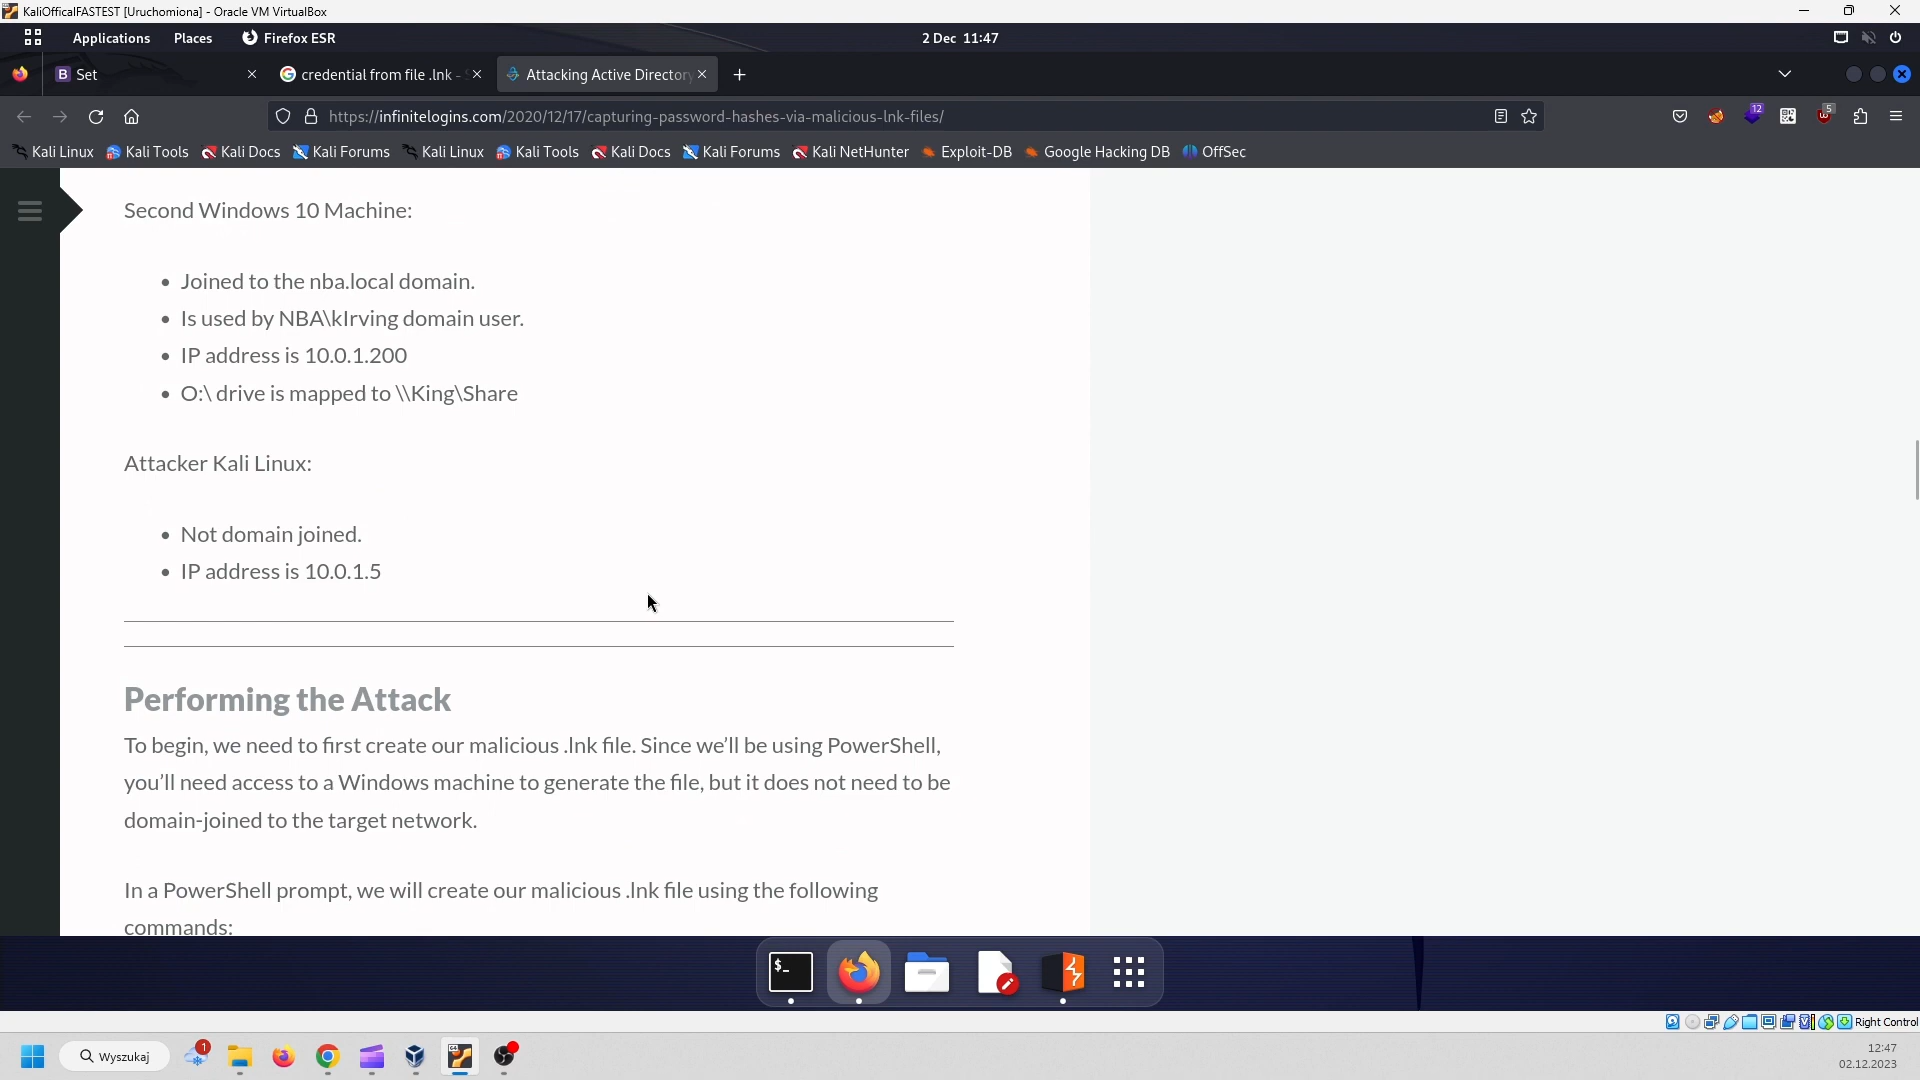 KaliOfficalFASTEST [Uruchomiona] - Oracle VM VirtualBox
Applications Places Firefox ESR 2 Dec 11:47
Set credential from file .lnk - Attacking Active Directory
https://infinitelogins.com/2020/12/17/capturing-password-hashes-via-malicious-lnk-files/ 12 5
Kali Linux Kali Tools Kali Docs Kali Forums Kali Linux Kali Tools Kali Docs Kali Forums Kali NetHunter Exploit-DB Google Hacking DB OffSec
Second Windows 10 Machine:
• Joined to the nba.local domain.
• Is used by NBA\kIrving domain user.
• IP address is 10.0.1.200
• O:\ drive is mapped to \\King\Share
Attacker Kali Linux:
• Not domain joined.
• IP address is 10.0.1.5
Performing the Attack
To begin, we need to first create our malicious .lnk file. Since we’ll be using PowerShell,
you’ll need access to a Windows machine to generate the file, but it does not need to be
domain-joined to the target network.
In a PowerShell prompt, we will create our malicious .lnk file using the following
commands:
$_
Right Control
Wyszukaj 1 12:47
02.12.2023